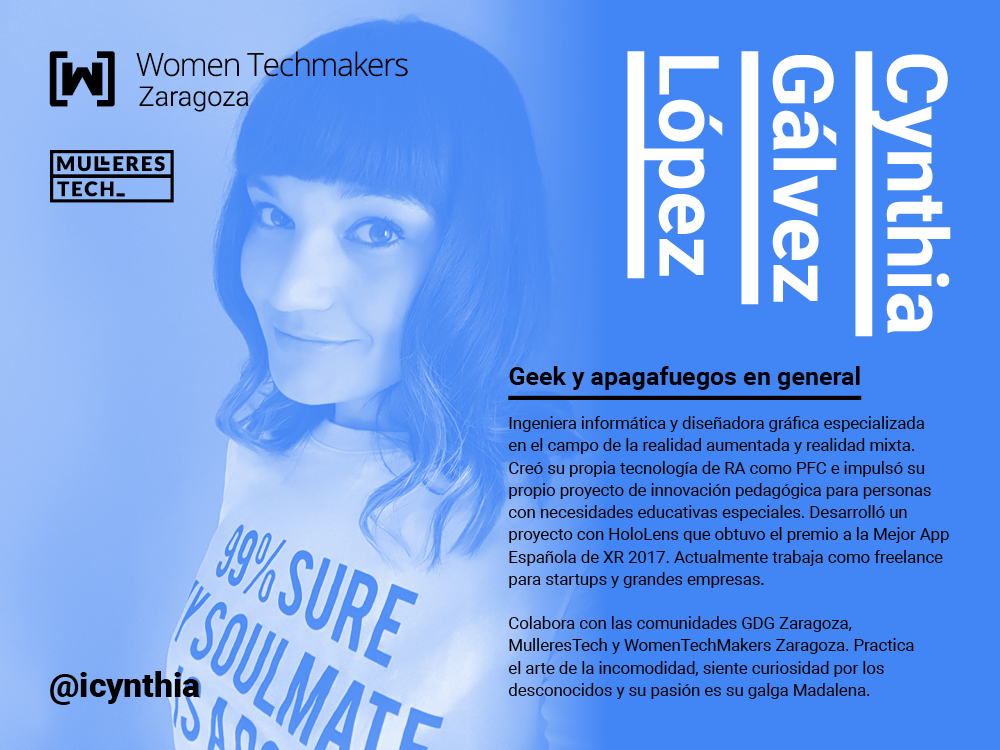 Women Techmakers
Zaragoza
MULLERES
TECH_
Cynthia
Gálvez
López
Geek y apagafuegos en general
Ingeniera informática y diseñadora gráfica especializada
en el campo de la realidad aumentada y realidad mixta.
Creó su propia tecnología de RA como PFC e impulsó su
propio proyecto de innovación pedagógica para personas
con necesidades educativas especiales. Desarrolló un
proyecto con HoloLens que obtuvo el premio a la Mejor App
Española de XR 2017. Actualmente trabaja como freelance
para startups y grandes empresas.
Colabora con las comunidades GDG Zaragoza,
MulleresTech y WomenTechMakers Zaragoza. Practica
el arte de la incomodidad, siente curiosidad por los
desconocidos y su pasión es su galga Madalena.
99% SURE
SOULMATE
@icynthia